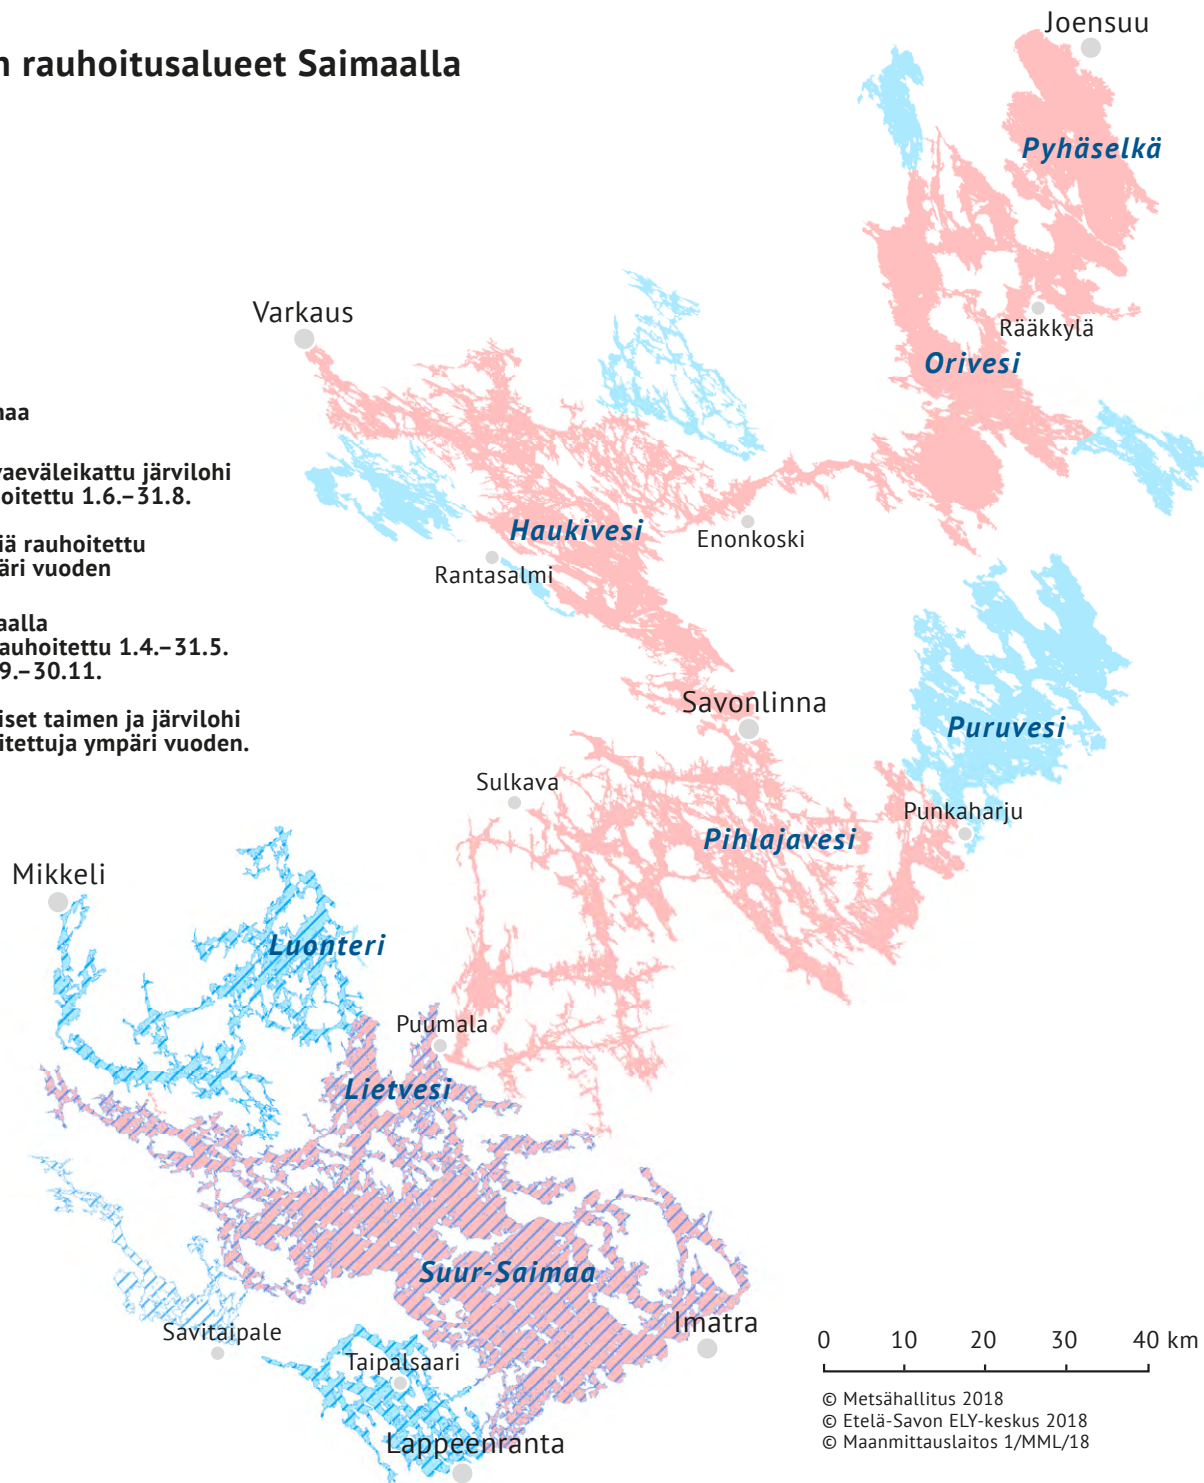 n rauhoitusalueet Saimaalla
Joensuu
Pyhäselkä
Varkaus
Rääkkylä
Orivesi
naa
vaeväleikattu järvilohi
oitettu 1.6.–31.8.
Haukivesi
Enonkoski
iä rauhoitettu
äri vuoden
Rantasalmi
aalla
rauhoitettu 1.4.–31.5.
9.–30.11.
Savonlinna
iset taimen ja järvilohi
itettuja ympäri vuoden.
Puruvesi
Sulkava
Punkaharju
Pihlajavesi
Mikkeli
Luonteri
Puumala
Lietvesi
Suur-Saimaa
Imatra
Savitaipale
Taipalsaari
0 10 20 30 40 km
© Metsähallitus 2018
© Etelä-Savon ELY-keskus 2018
© Maanmittauslaitos 1/MML/18
Lappeenranta